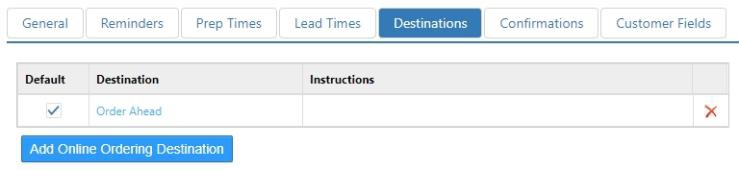 General Reminders Prep Times Lead Times Destinations Confirmations Customer Fields
Default Destination Instructions
Order Ahead
Add Online Ordering Destination